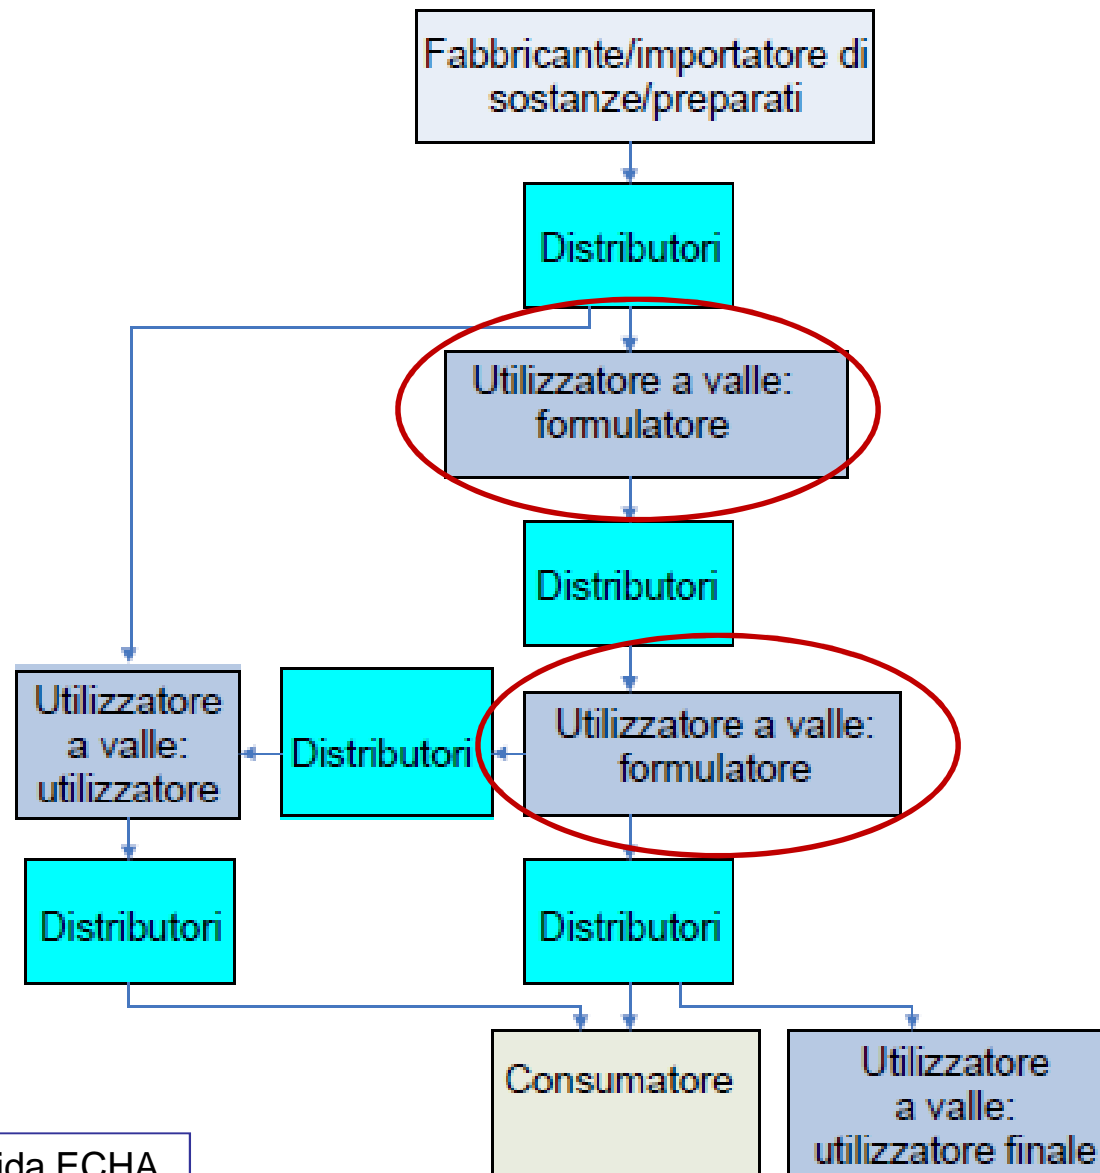 Fabbricante/importatore di
sostanze/preparati
Distributori
Utilizzatore a valle:
formulatore
Distributori
Utilizzatore
a valle:
utilizzatore
Distributori
Utilizzatore a valle:
formulatore
Distributori
Distributori
Consumatore
Utilizzatore
a valle:
utilizzatore finale
ECHA